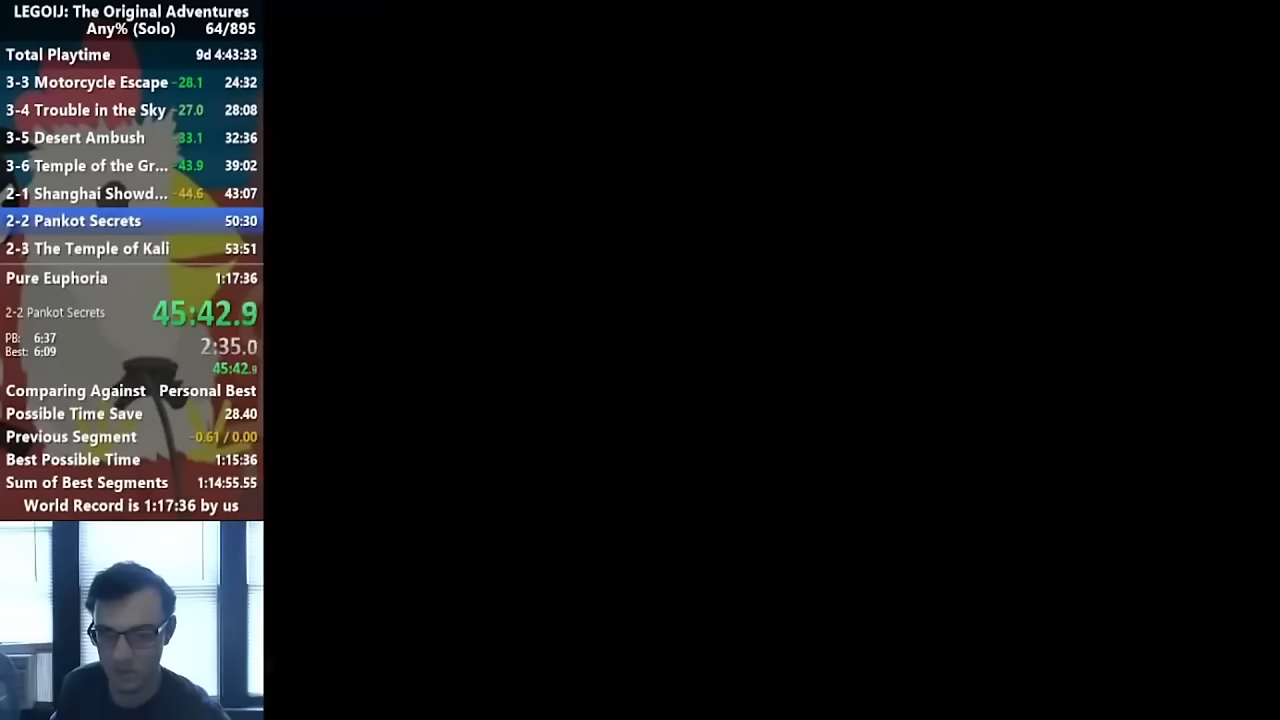 LEGOIJ: The Original Adventures
Any% (Solo) 64/895
Total Playtime 9d 4:43:33
3-3 Motorcycle Escape -28.1 24:32
3-4 Trouble in the Sky -27.0 28:08
3-5 Desert Ambush -33.1 32:36
3-6 Temple of the Gr... -43.9 39:02
2-1 Shanghai Showd... -44.6 43:07
2-2 Pankot Secrets 50:30
2-3 The Temple of Kali 53:51
Pure Euphoria 1:17:36
2-2 Pankot Secrets 45:42.9
PB: 6:37 2:35.0
Best: 6:09
45:42.9
Comparing Against Personal Best
Possible Time Save 28.40
Previous Segment -0.61 / 0.00
Best Possible Time 1:15:36
Sum of Best Segments 1:14:55.55
World Record is 1:17:36 by us